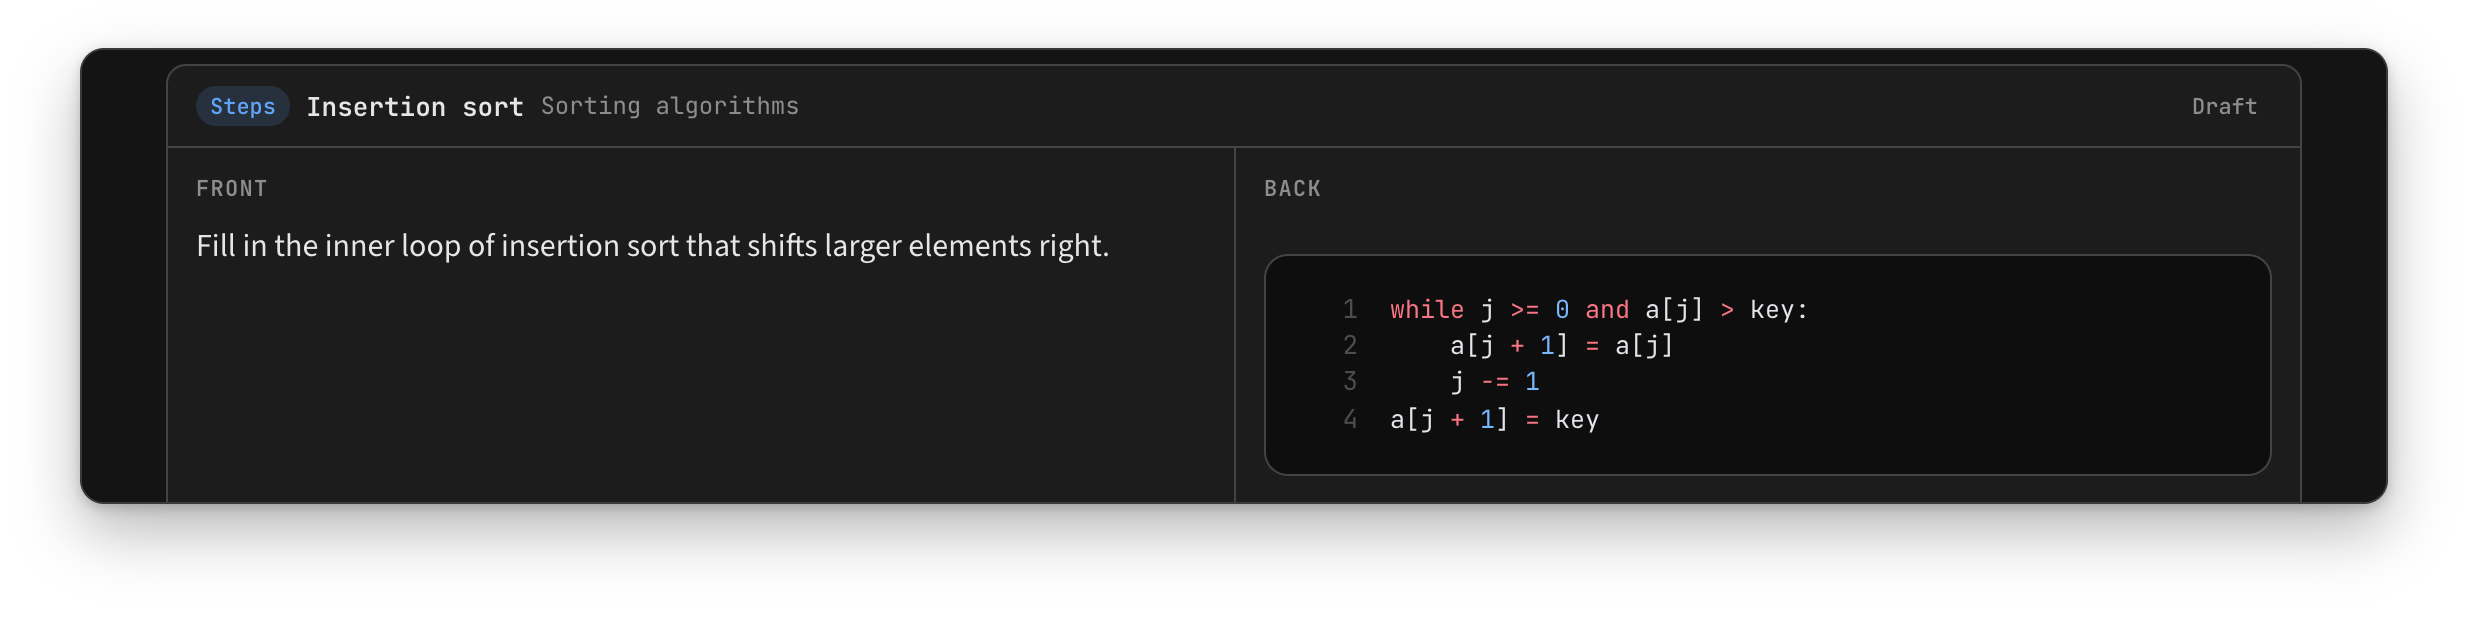 Steps Insertion sort Sorting algorithms Draft
FRONT
Fill in the inner loop of insertion sort that shifts larger elements right.
BACK
1 while j >= 0 and a[j] > key:
2     a[j + 1] = a[j]
3     j -= 1
4 a[j + 1] = key